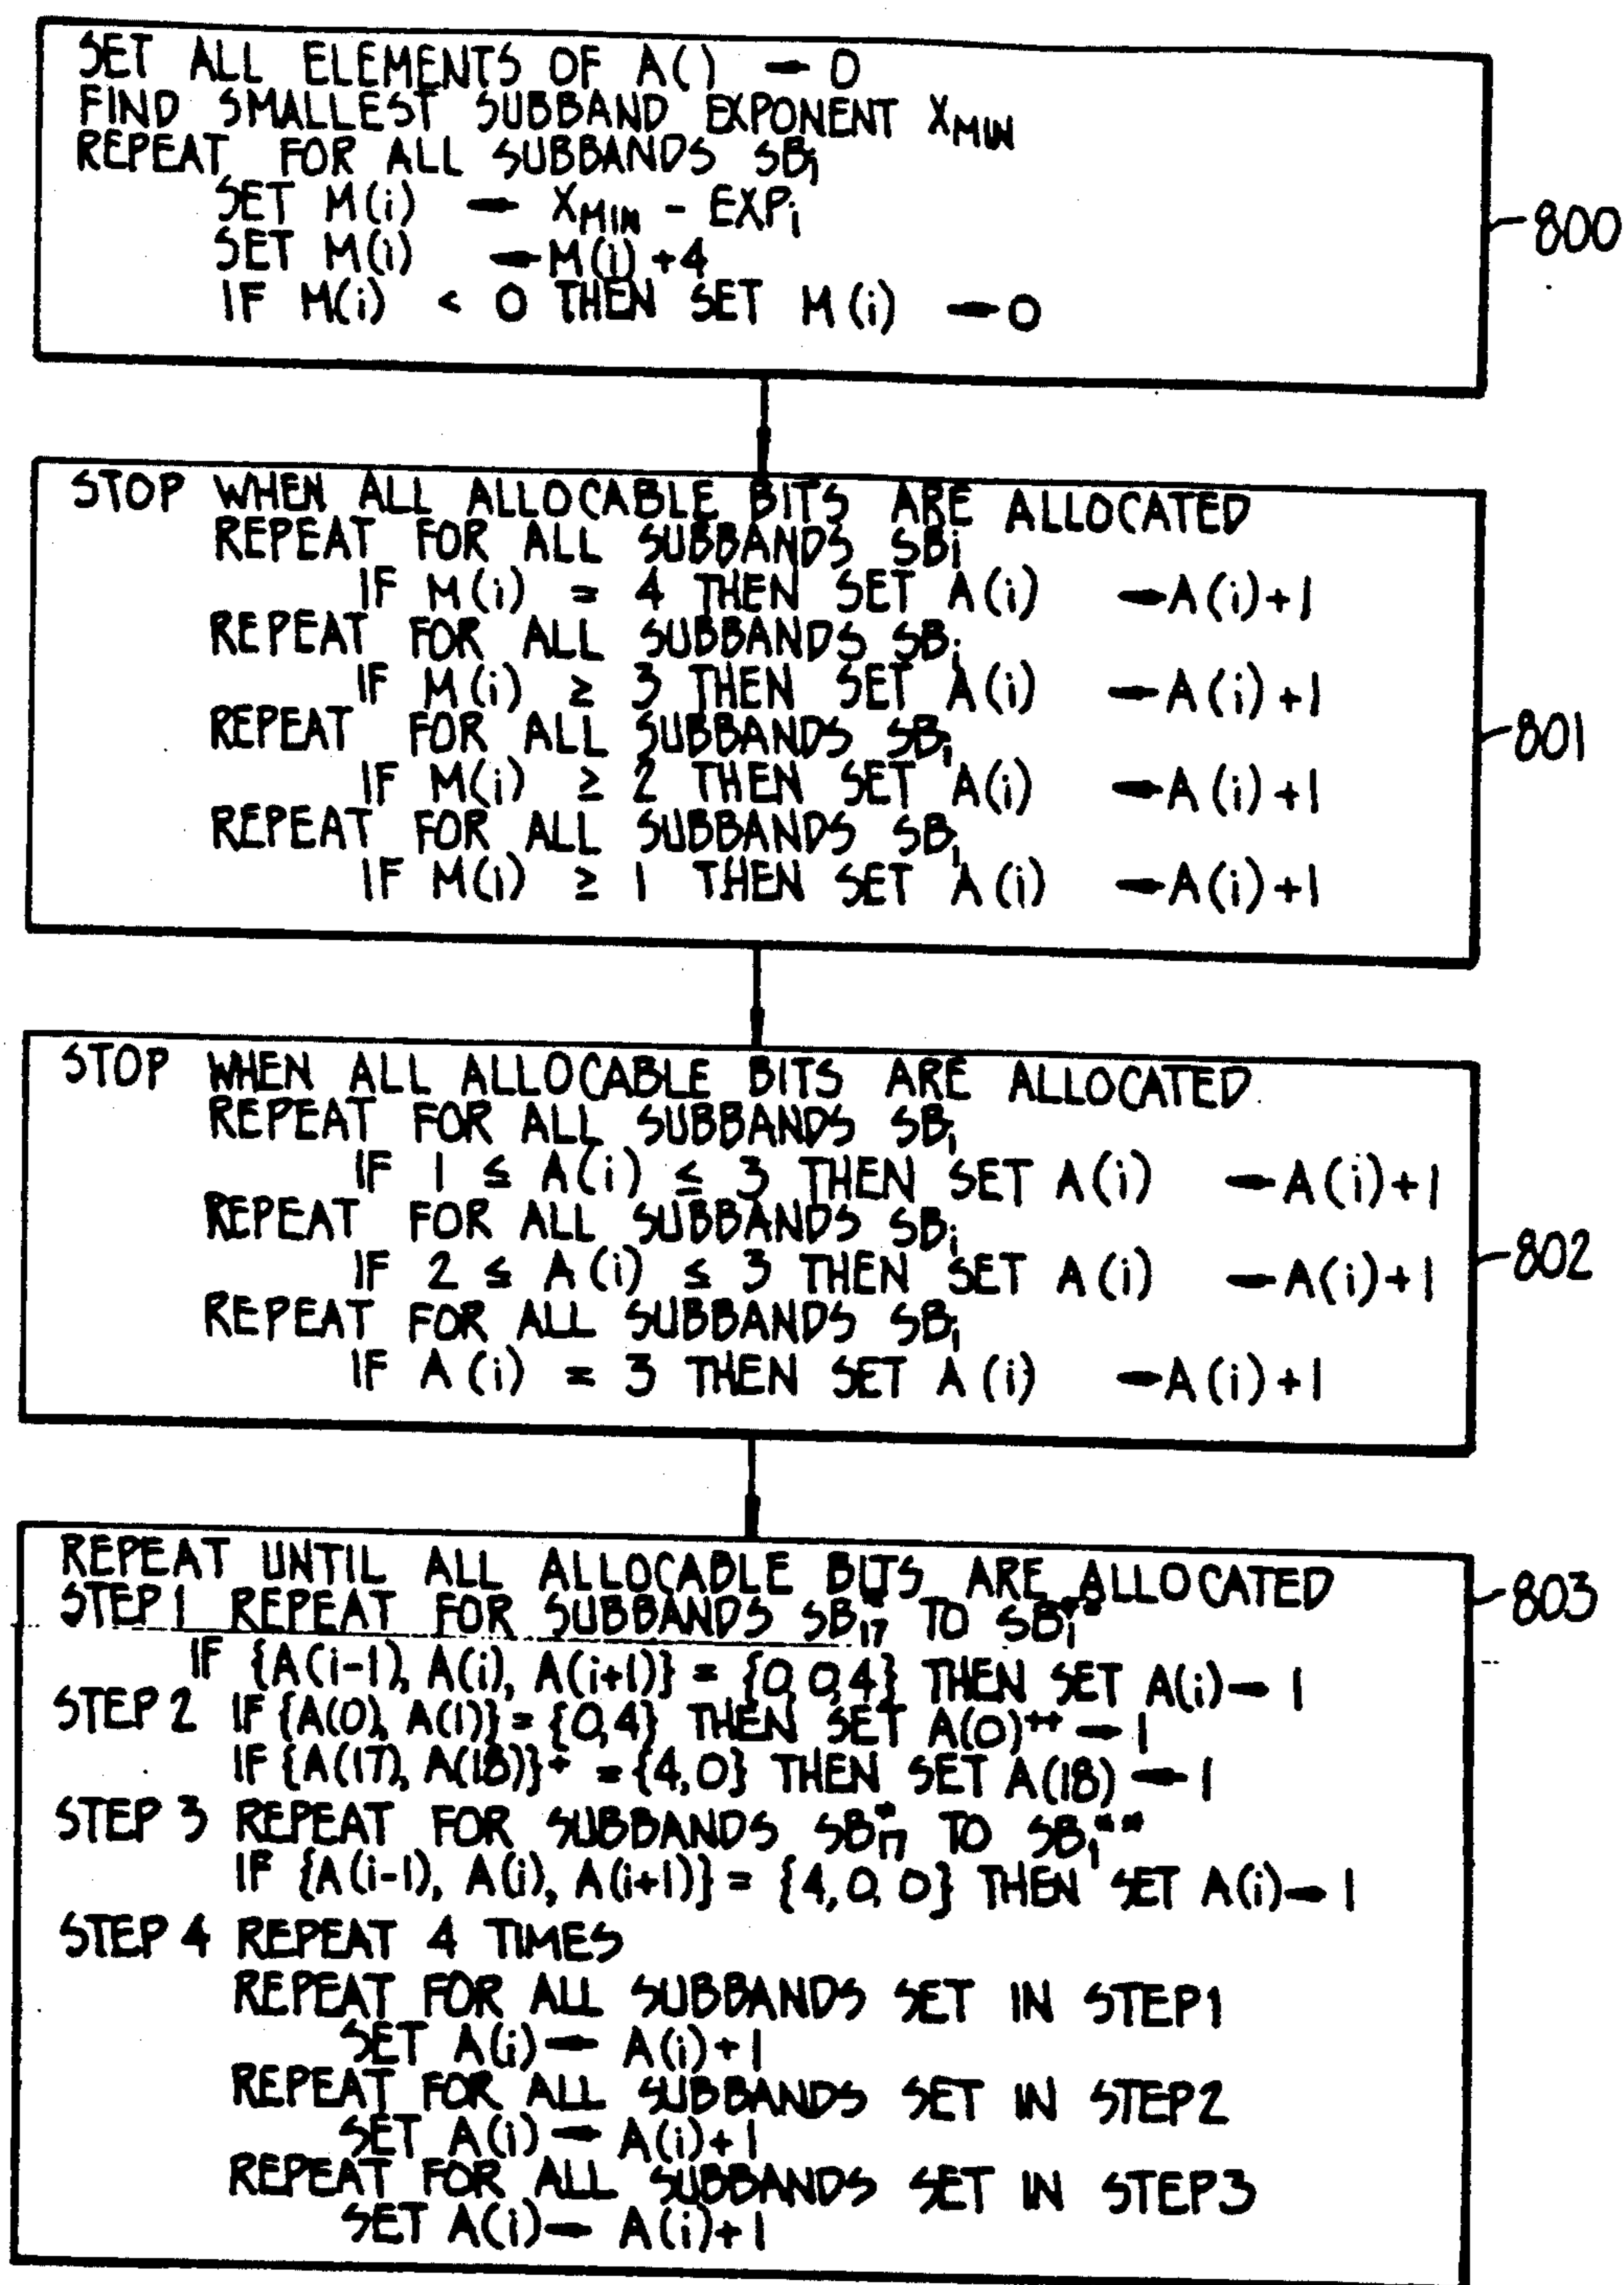 SET ALL ELEMENTS OF A() ← 0
FIND SMALLEST SUBBAND EXPONENT XMIN
REPEAT FOR ALL SUBBANDS SBi
SET M(i) ← XMIN - EXPi
SET M(i) ← M(i) +4
IF M(i) < 0 THEN SET M(i) ← 0
800
STOP WHEN ALL ALLOCABLE BITS ARE ALLOCATED
REPEAT FOR ALL SUBBANDS SBi
IF M(i) = 4 THEN SET A(i) ← A(i)+1
REPEAT FOR ALL SUBBANDS SBi
IF M(i) ≥ 3 THEN SET A(i) ← A(i)+1
REPEAT FOR ALL SUBBANDS SBi
IF M(i) ≥ 2 THEN SET A(i) ← A(i)+1
REPEAT FOR ALL SUBBANDS SBi
IF M(i) ≥ 1 THEN SET A(i) ← A(i)+1
801
STOP WHEN ALL ALLOCABLE BITS ARE ALLOCATED
REPEAT FOR ALL SUBBANDS SBi
IF 1 ≤ A(i) ≤ 3 THEN SET A(i) ← A(i)+1
REPEAT FOR ALL SUBBANDS SBi
IF 2 ≤ A(i) ≤ 3 THEN SET A(i) ← A(i)+1
REPEAT FOR ALL SUBBANDS SBi
IF A(i) = 3 THEN SET A(i) ← A(i)+1
802
REPEAT UNTIL ALL ALLOCABLE BITS ARE ALLOCATED
STEP 1 REPEAT FOR SUBBANDS SB17* TO SB1**
IF {A(i-1), A(i), A(i+1)} = {0,0,4} THEN SET A(i) ← 1
STEP 2 IF {A(0), A(1)} = {0,4} THEN SET A(0)++ ← 1
IF {A(17), A(18)}+ = {4,0} THEN SET A(18) ← 1
STEP 3 REPEAT FOR SUBBANDS SB17* TO SB1**
IF {A(i-1), A(i), A(i+1)} = {4,0,0} THEN SET A(i) ← 1
STEP 4 REPEAT 4 TIMES
REPEAT FOR ALL SUBBANDS SET IN STEP1
SET A(i) ← A(i)+1
REPEAT FOR ALL SUBBANDS SET IN STEP2
SET A(i) ← A(i)+1
REPEAT FOR ALL SUBBANDS SET IN STEP3
SET A(i) ← A(i)+1
803